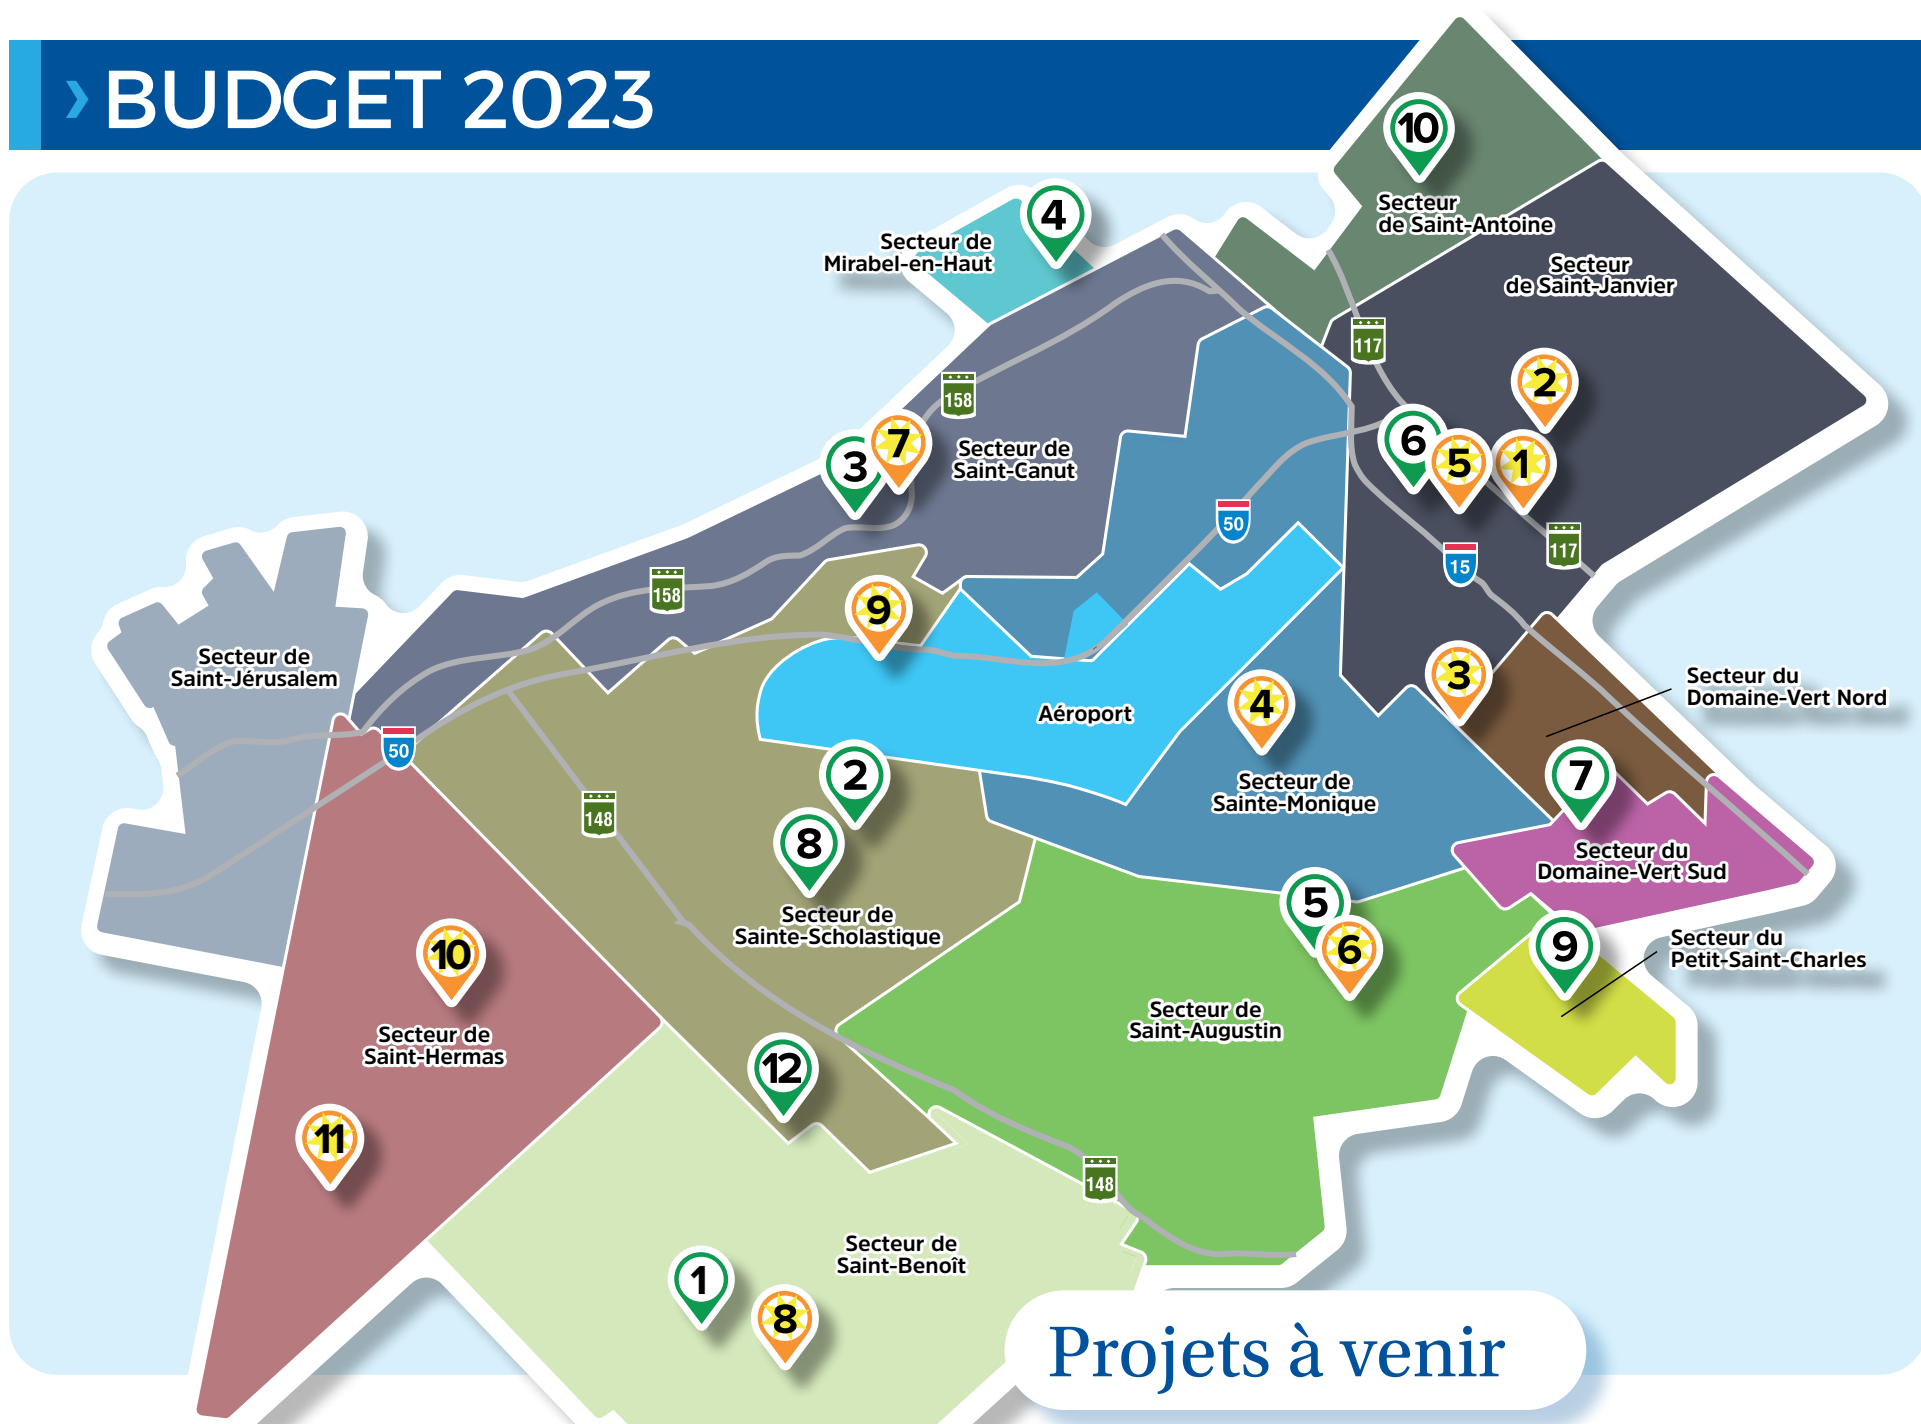 › BUDGET 2023
10
Secteur
de Saint-Antoine
4
Secteur de
Mirabel-en-Haut
Secteur
de Saint-Janvier
117
2
158
6
5
1
3
7
Secteur de
Saint-Canut
50
117
15
158
9
Secteur de
Saint-Jérusalem
3
Secteur du
Domaine-Vert Nord
4
Aéroport
50
2
7
Secteur de
Sainte-Monique
148
8
Secteur du
Domaine-Vert Sud
5
Secteur de
Sainte-Scholastique
6
9
Secteur du
Petit-Saint-Charles
10
Secteur de
Saint-Augustin
Secteur de
Saint-Hermas
12
11
148
Secteur de
Saint-Benoît
1
8
Projets à venir